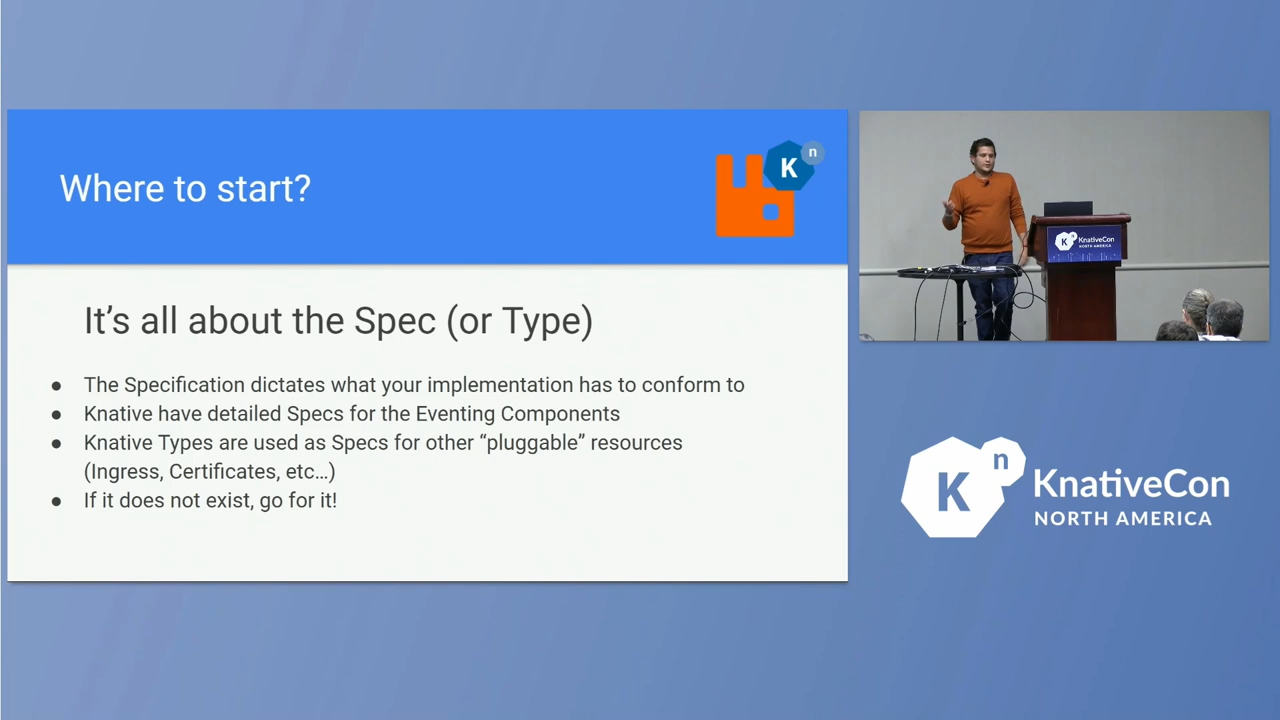 Where to start?
K
n
It's all about the Spec (or Type)
● The Specification dictates what your implementation has to conform to
● Knative have detailed Specs for the Eventing Components
● Knative Types are used as Specs for other “pluggable” resources
(Ingress, Certificates, etc...)
● If it does not exist, go for it!
K
KnativeCon
NORTH AMERICA
K
n
KnativeCon
NORTH AMERICA